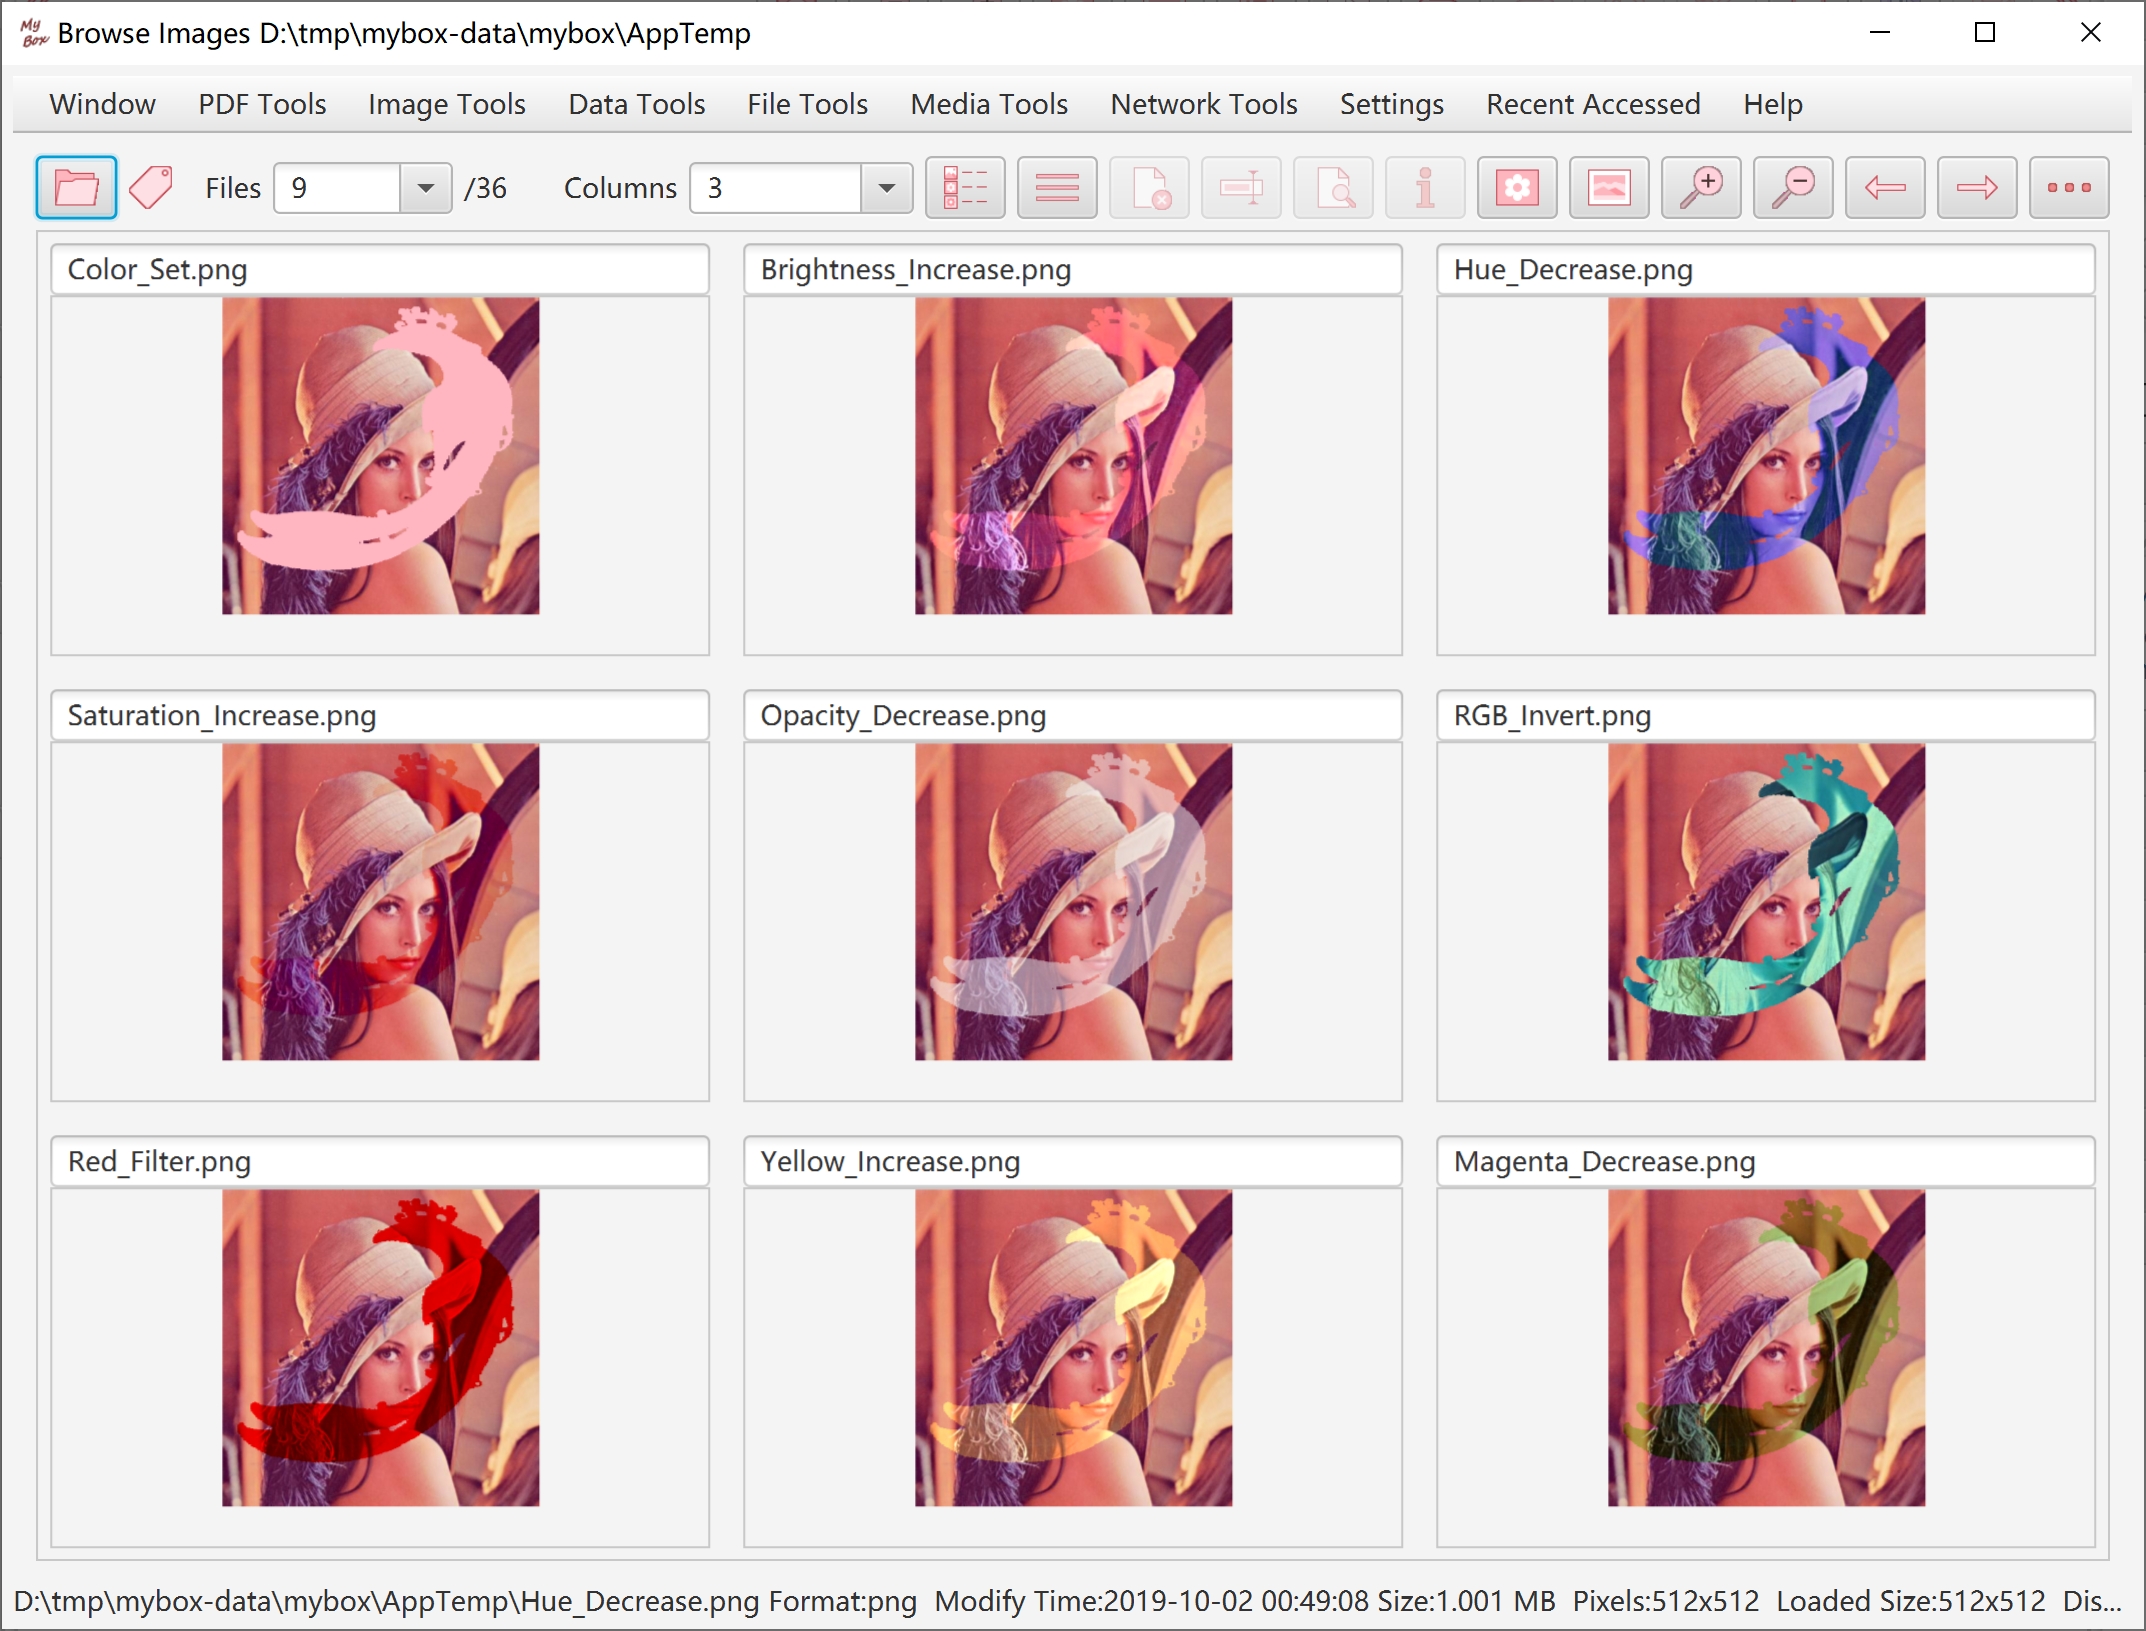 My Box Browse Images D:\tmp\mybox-data\mybox\AppTemp
Window PDF Tools Image Tools Data Tools File Tools Media Tools Network Tools Settings Recent Accessed Help
Files 9 /36 Columns 3
Color_Set.png Brightness_Increase.png Hue_Decrease.png
Saturation_Increase.png Opacity_Decrease.png RGB_Invert.png
Red_Filter.png Yellow_Increase.png Magenta_Decrease.png
D:\tmp\mybox-data\mybox\AppTemp\Hue_Decrease.png Format:png Modify Time:2019-10-02 00:49:08 Size:1.001 MB Pixels:512x512 Loaded Size:512x512 Dis...